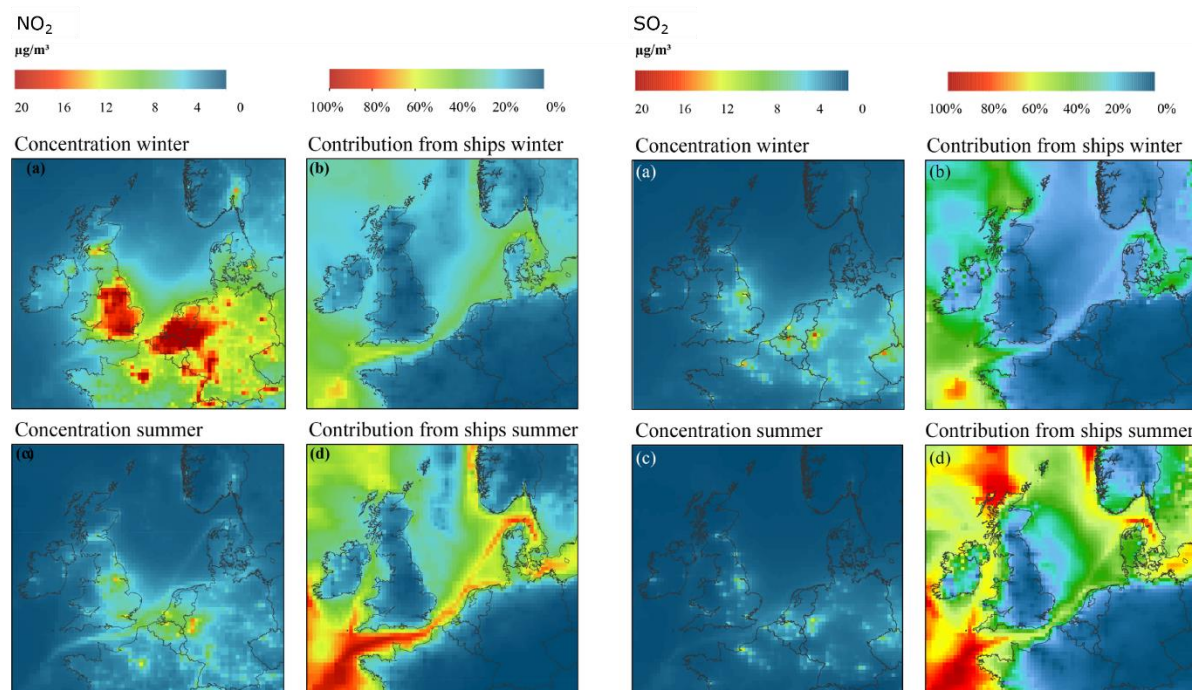 NO₂
µg/m³
20 16 12 8 4 0
100% 80% 60% 40% 20% 0%
Concentration winter
(a)
Contribution from ships winter
(b)
Concentration summer
(c)
Contribution from ships summer
(d)
SO₂
µg/m³
20 16 12 8 4 0
100% 80% 60% 40% 20% 0%
Concentration winter
(a)
Contribution from ships winter
(b)
Concentration summer
(c)
Contribution from ships summer
(d)